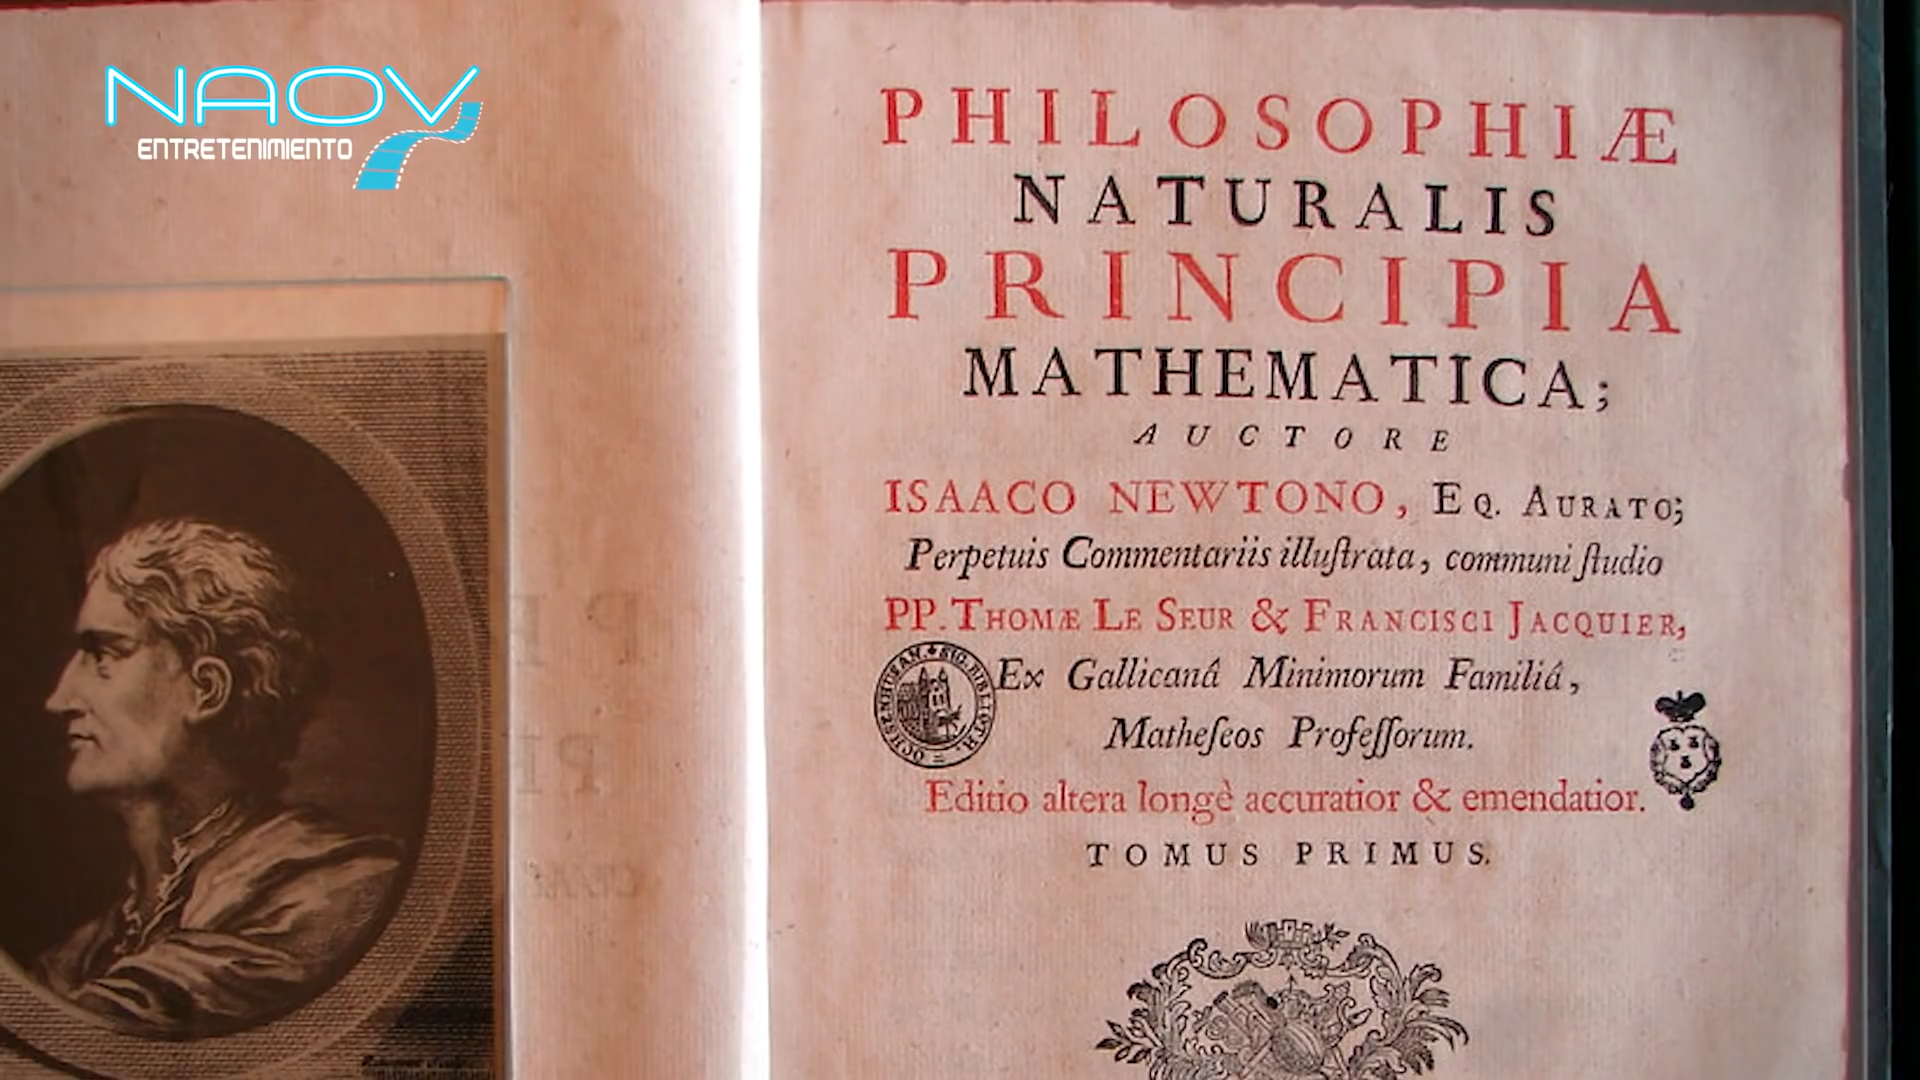 NAOV
ENTRETENIMIENTO
PHILOSOPHIÆ
NATURALIS
PRINCIPIA
MATHEMATICA;
AUCTORE
ISAACO NEWTONO, EQ. AURATO;
Perpetuis Commentariis illuſtrata, communi ſtudio
PP. THOMÆ LE SEUR & FRANCISCI JACQUIER,
Ex Gallicanâ Minimorum Familiâ,
Matheſeos Profeſſorum.
Editio altera longè accuratior & emendatior.
TOMUS PRIMUS.